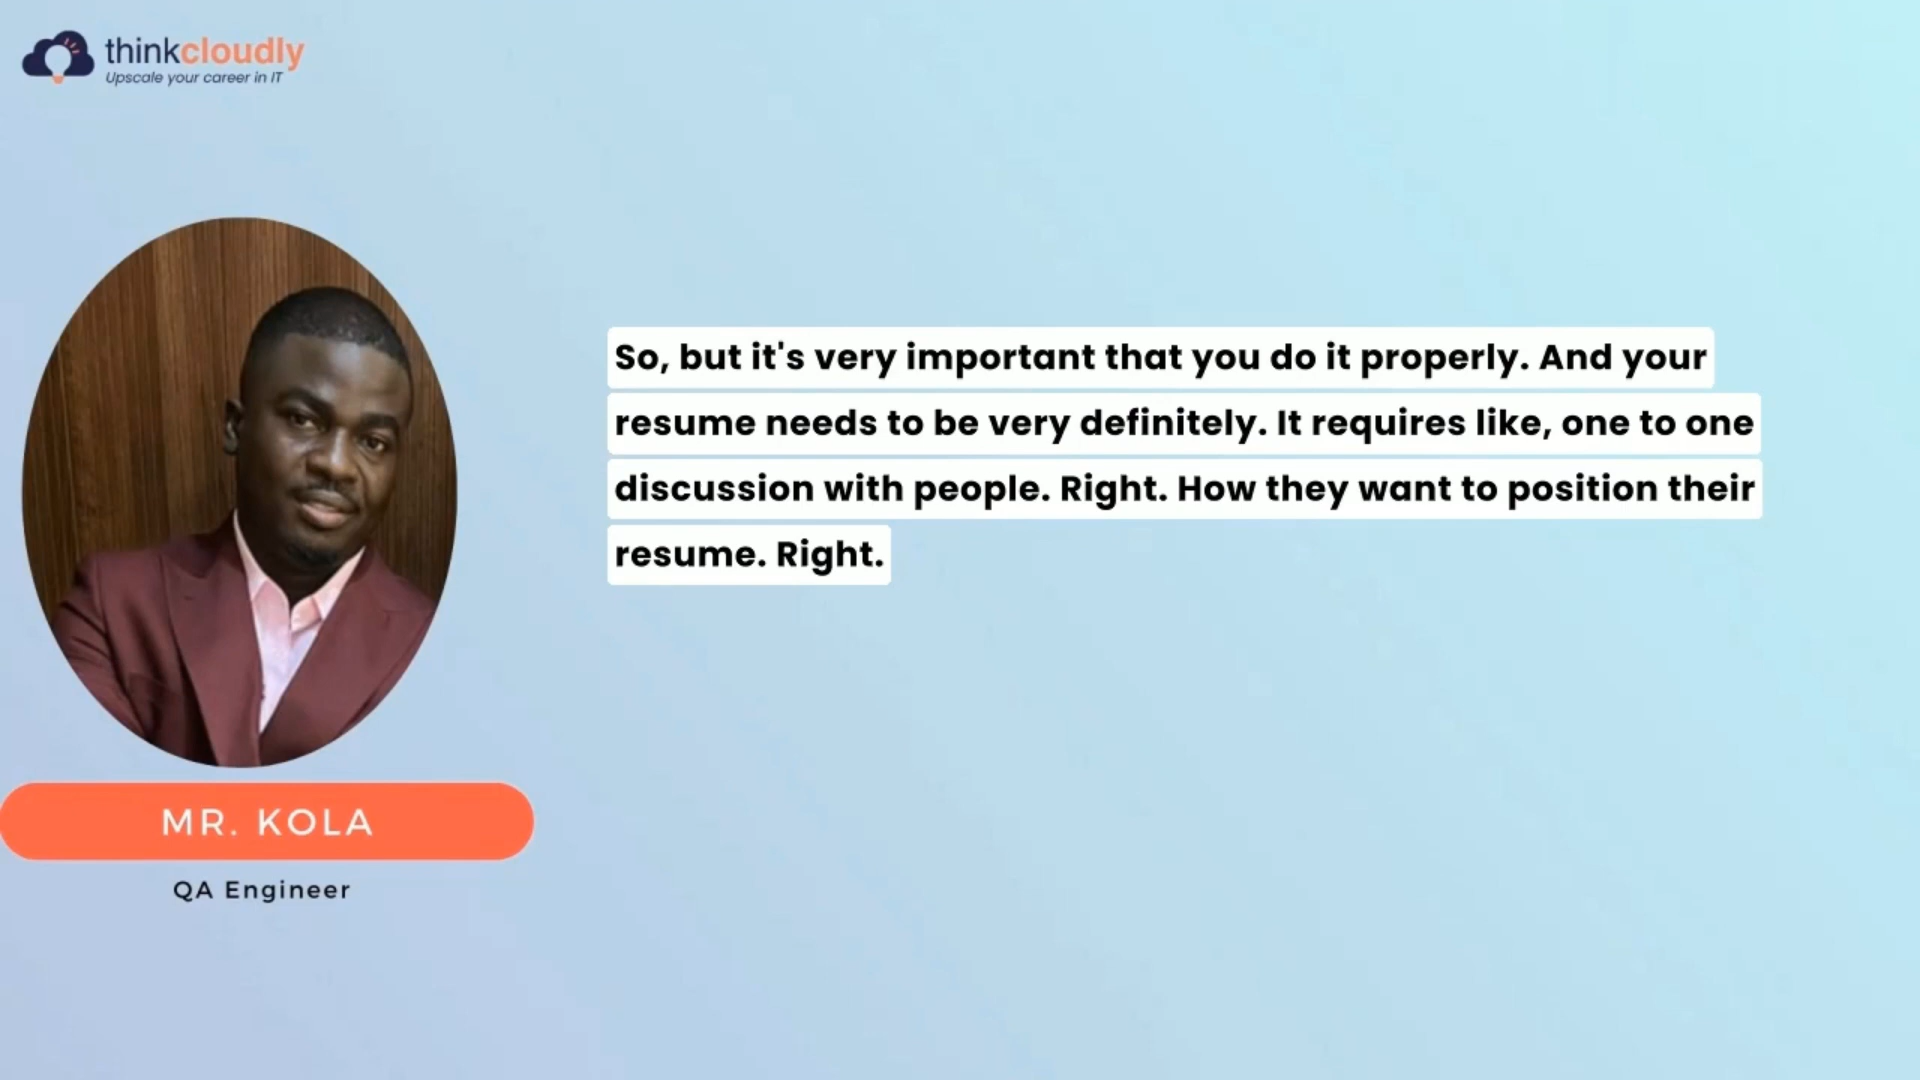 thinkcloudly
Upscale your career in IT
So, but it's very important that you do it properly. And your
resume needs to be very definitely. It requires like, one to one
discussion with people. Right. How they want to position their
resume. Right.
MR. KOLA
QA Engineer